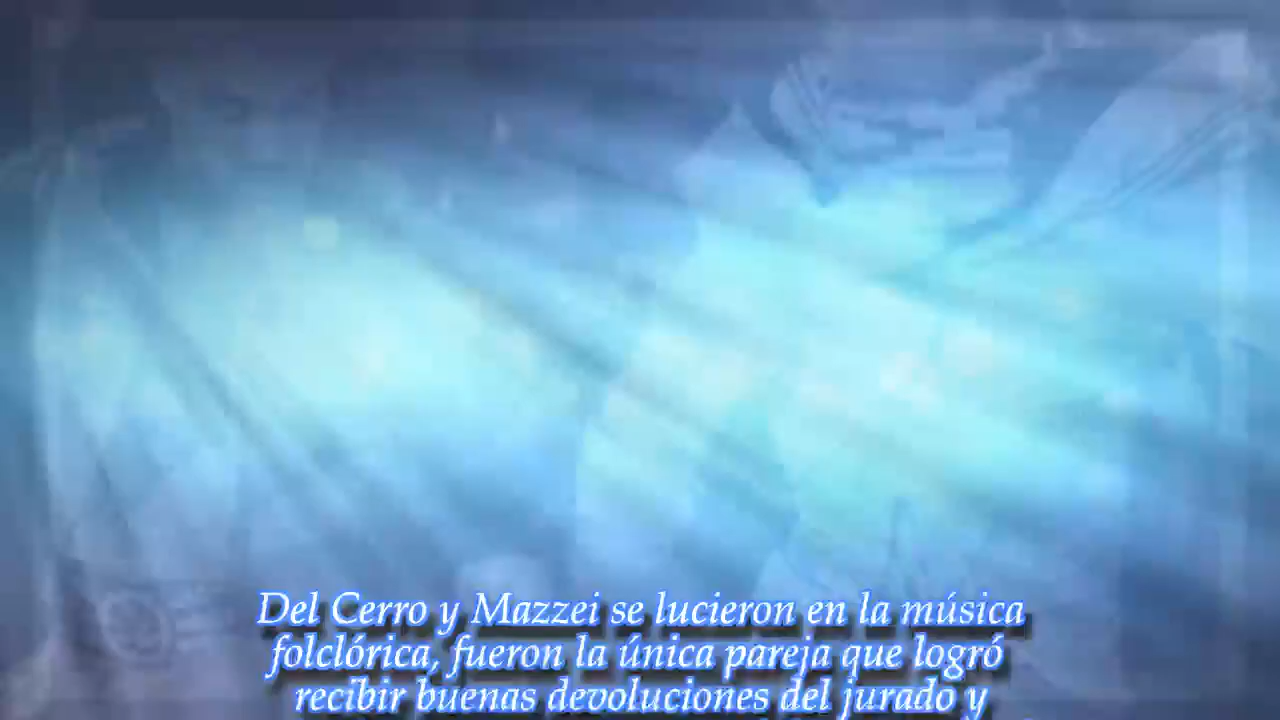 Del Cerro y Mazzei se lucieron en la música
folclórica, fueron la única pareja que logró
recibir buenas devoluciones del jurado y